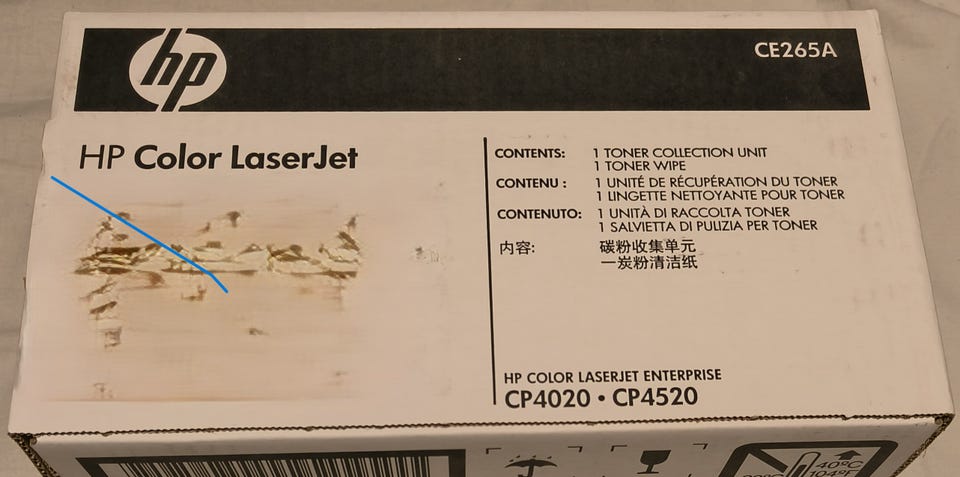 hp
CE265A
HP Color LaserJet
CONTENTS: 1 TONER COLLECTION UNIT
1 TONER WIPE
CONTENU : 1 UNITÉ DE RÉCUPÉRATION DU TONER
1 LINGETTE NETTOYANTE POUR TONER
CONTENUTO: 1 UNITÀ DI RACCOLTA TONER
1 SALVIETTA DI PULIZIA PER TONER
内容: 碳粉收集单元
一炭粉清洁纸
HP COLOR LASERJET ENTERPRISE
CP4020 • CP4520
40ºC
104ºF